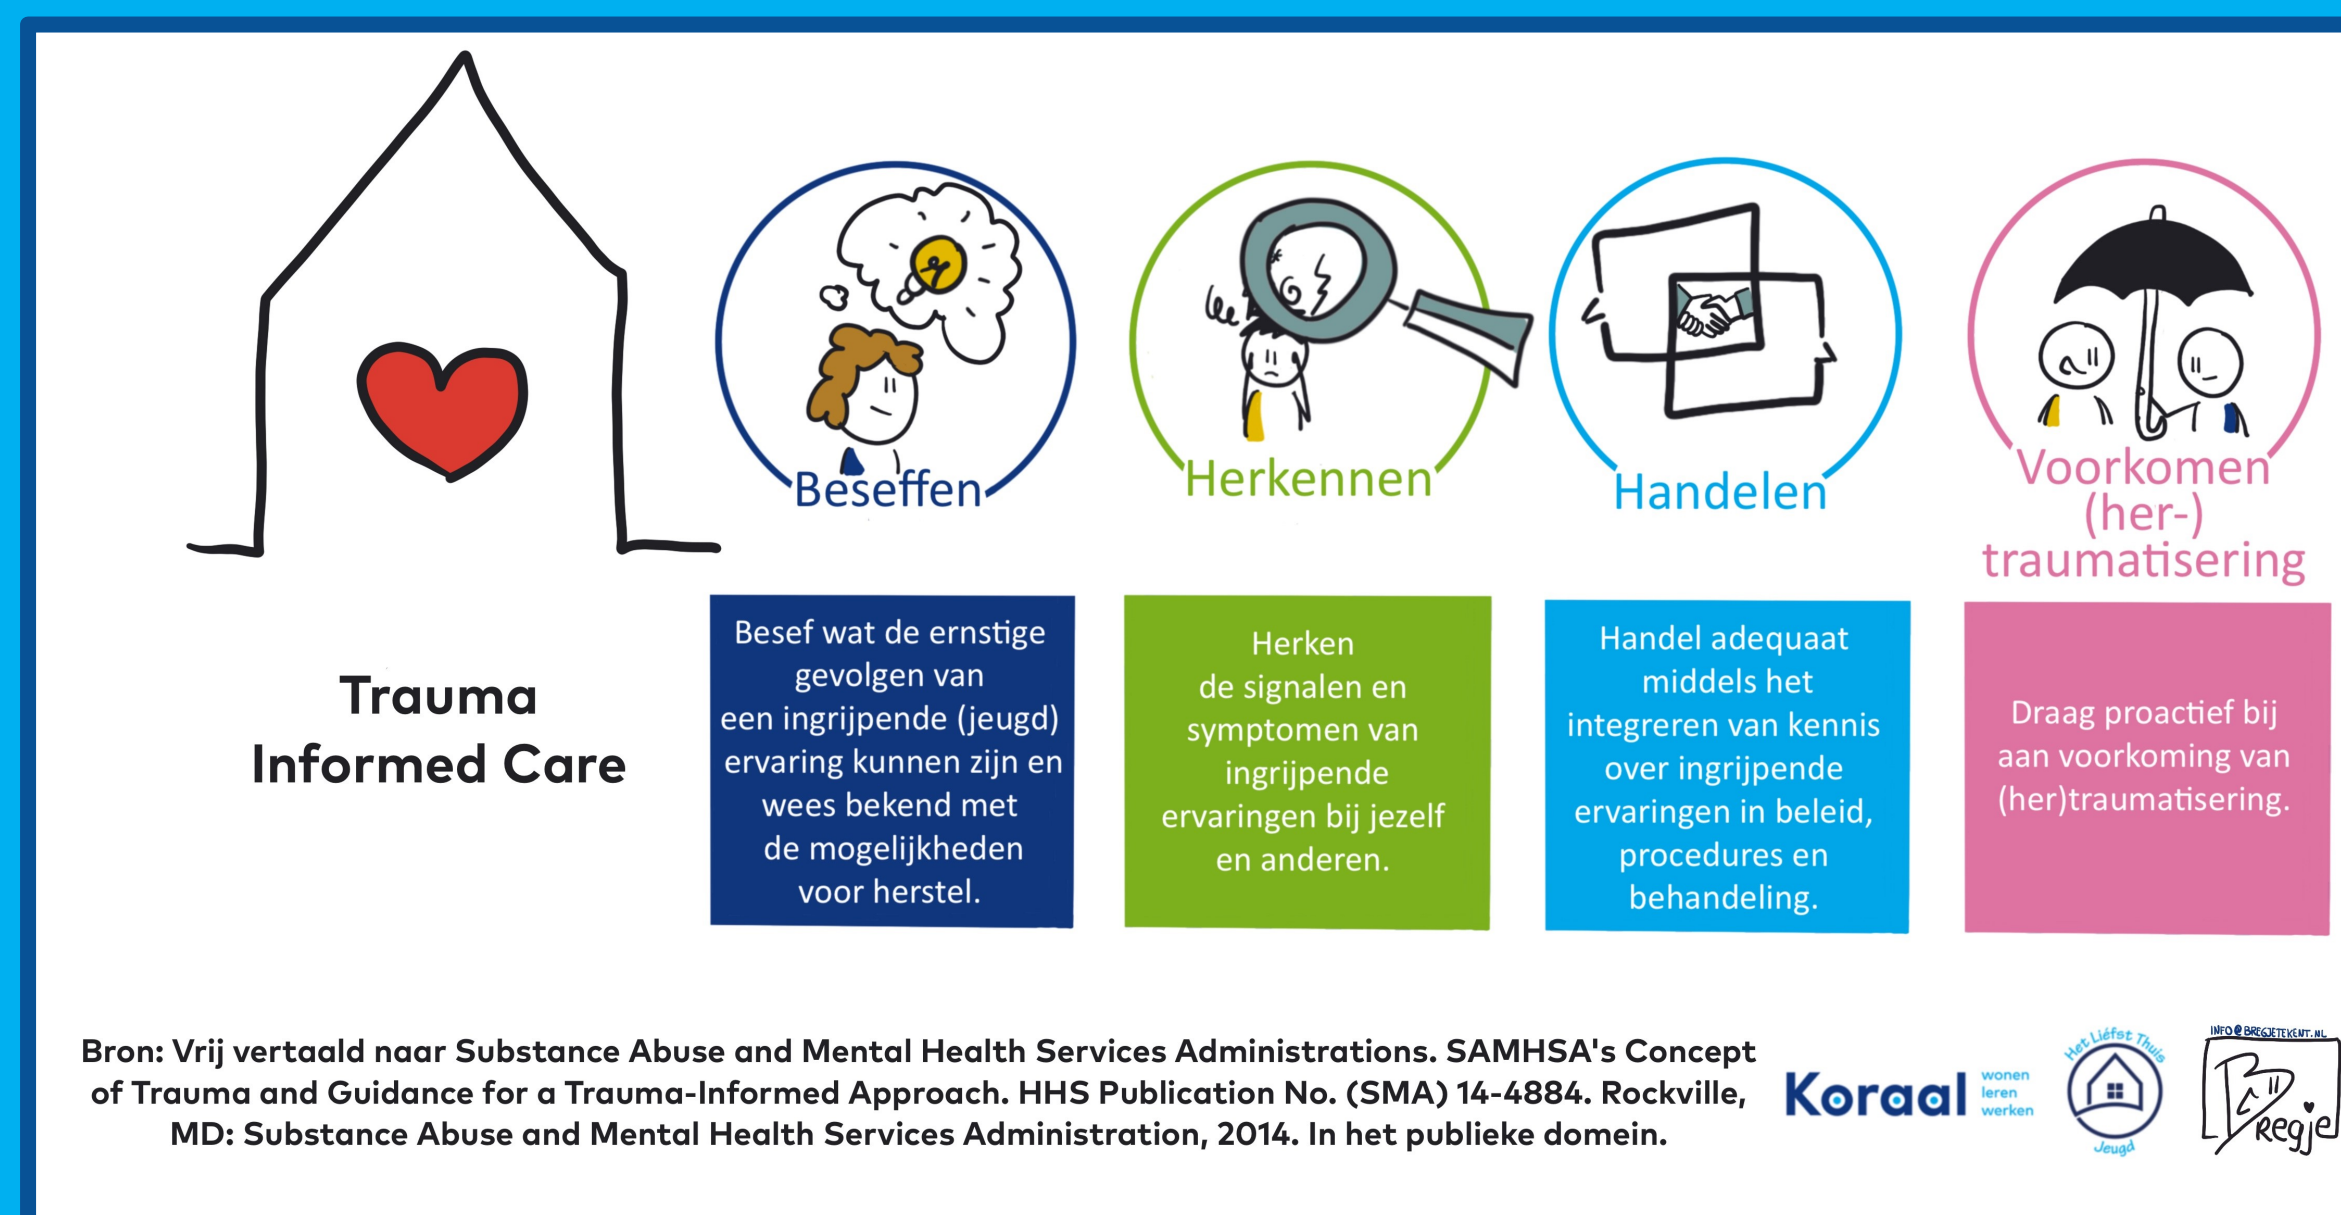 Beseffen
Herkennen
Handelen
Voorkomen
(her-)
traumatisering
Trauma
Informed Care
Besef wat de ernstige
gevolgen van
een ingrijpende (jeugd)
ervaring kunnen zijn en
wees bekend met
de mogelijkheden
voor herstel.
Herken
de signalen en
symptomen van
ingrijpende
ervaringen bij jezelf
en anderen.
Handel adequaat
middels het
integreren van kennis
over ingrijpende
ervaringen in beleid,
procedures en
behandeling.
Draag proactief bij
aan voorkoming van
(her)traumatisering.
Bron: Vrij vertaald naar Substance Abuse and Mental Health Services Administrations. SAMHSA's Concept
of Trauma and Guidance for a Trauma-Informed Approach. HHS Publication No. (SMA) 14-4884. Rockville,
MD: Substance Abuse and Mental Health Services Administration, 2014. In het publieke domein.
Koraal
wonen
leren
werken
Het Liéfst Thuis
Jeugd
INFO@BREGJETEKENT.NL
Bregje